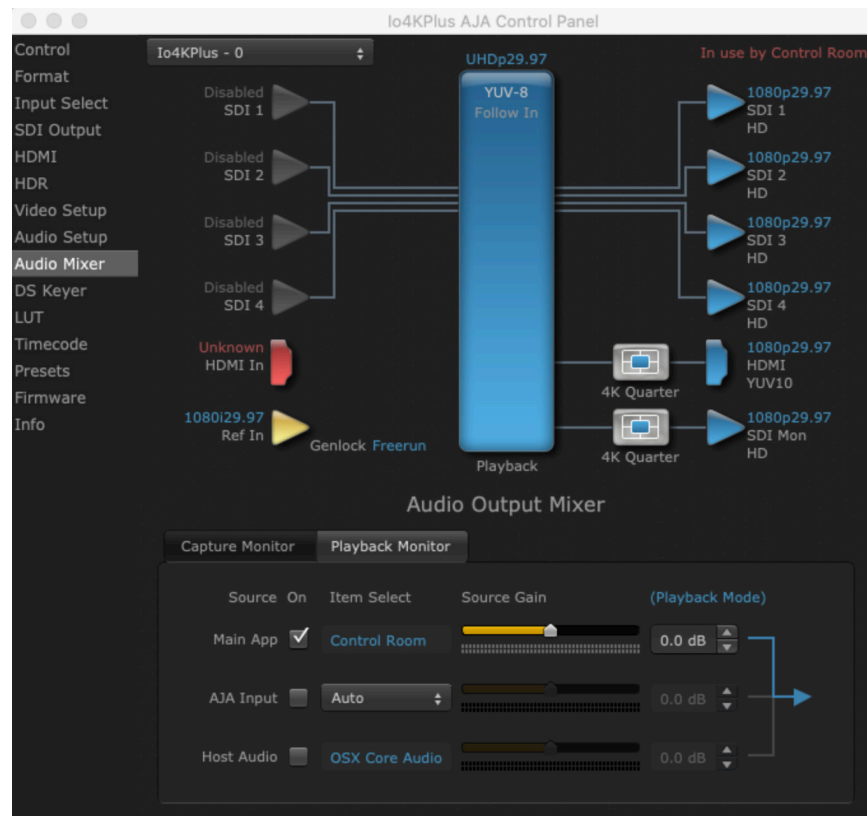 Io4KPlus AJA Control Panel
Control
Format
Input Select
SDI Output
HDMI
HDR
Video Setup
Audio Setup
Audio Mixer
DS Keyer
LUT
Timecode
Presets
Firmware
Info
Io4KPlus - 0
UHDp29.97
In use by Control Room
YUV-8
Follow In
Disabled
SDI 1
Disabled
SDI 2
Disabled
SDI 3
Disabled
SDI 4
Unknown
HDMI In
1080i29.97
Ref In
Genlock Freerun
Playback
1080p29.97
SDI 1
HD
1080p29.97
SDI 2
HD
1080p29.97
SDI 3
HD
1080p29.97
SDI 4
HD
4K Quarter
1080p29.97
HDMI
YUV10
4K Quarter
1080p29.97
SDI Mon
HD
Audio Output Mixer
Capture Monitor Playback Monitor
Source On Item Select Source Gain (Playback Mode)
Main App Control Room 0.0 dB
AJA Input Auto 0.0 dB
Host Audio OSX Core Audio 0.0 dB